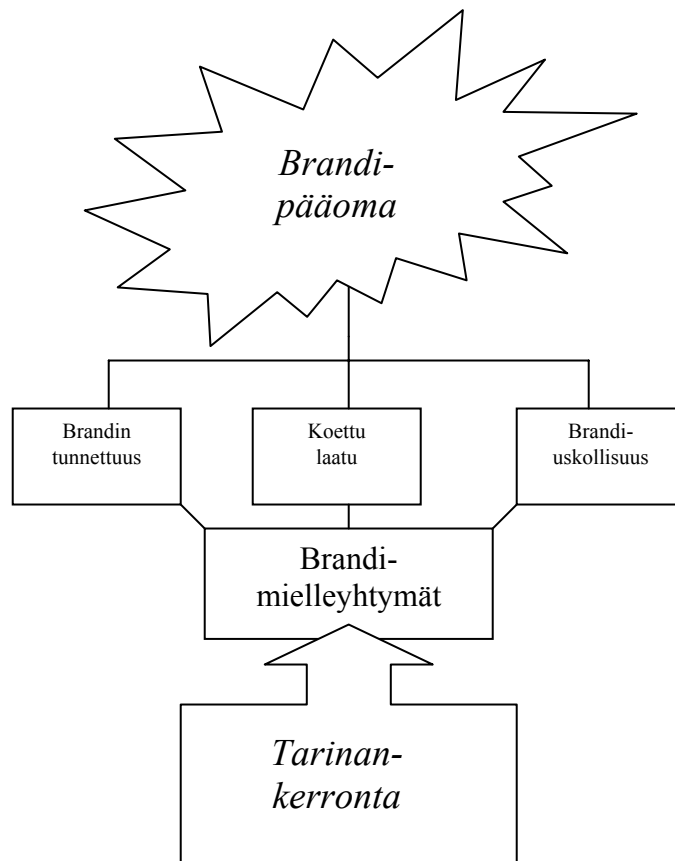 Brandi-
pääoma
Brandin
tunnettuus
Koettu
laatu
Brandi-
uskollisuus
Brandi-
mielleyhtymät
Tarinan-
kerronta